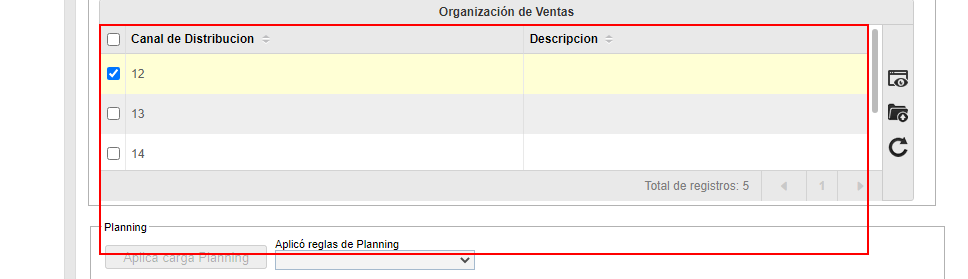 Organización de Ventas
Canal de Distribucion Descripcion
12
13
14
Total de registros: 5 1
Planning
Aplicó reglas de Planning
Aplica carga Planning